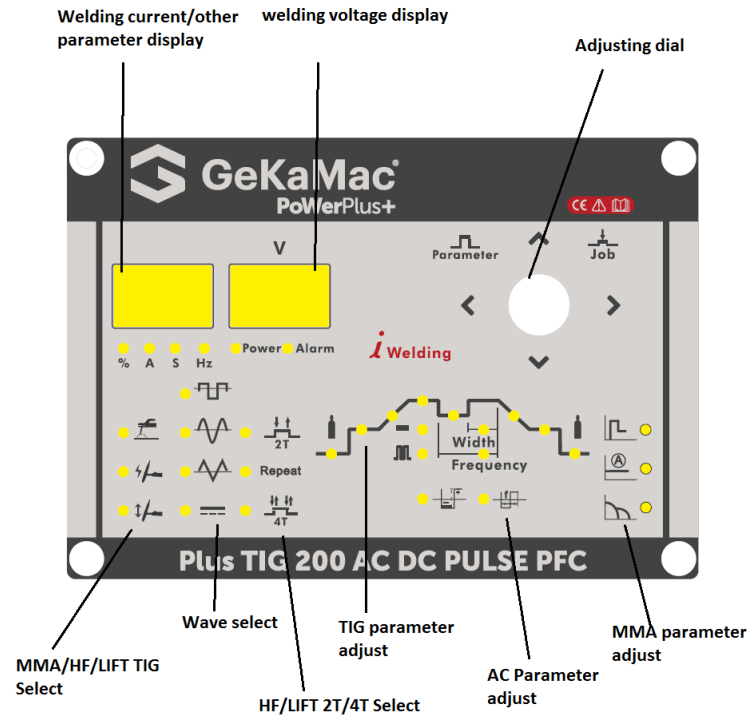 Welding current/other
parameter display
welding voltage display
Adjusting dial
GeKaMac®
PoWerPlus+
CE
V
Parameter
Job
% A S Hz
Power
Alarm
i Welding
2T
Width
Repeat
Frequency
A
4T
Plus TIG 200 AC DC PULSE PFC
Wave select
TIG parameter
adjust
MMA parameter
adjust
MMA/HF/LIFT TIG
Select
AC Parameter
adjust
HF/LIFT 2T/4T Select